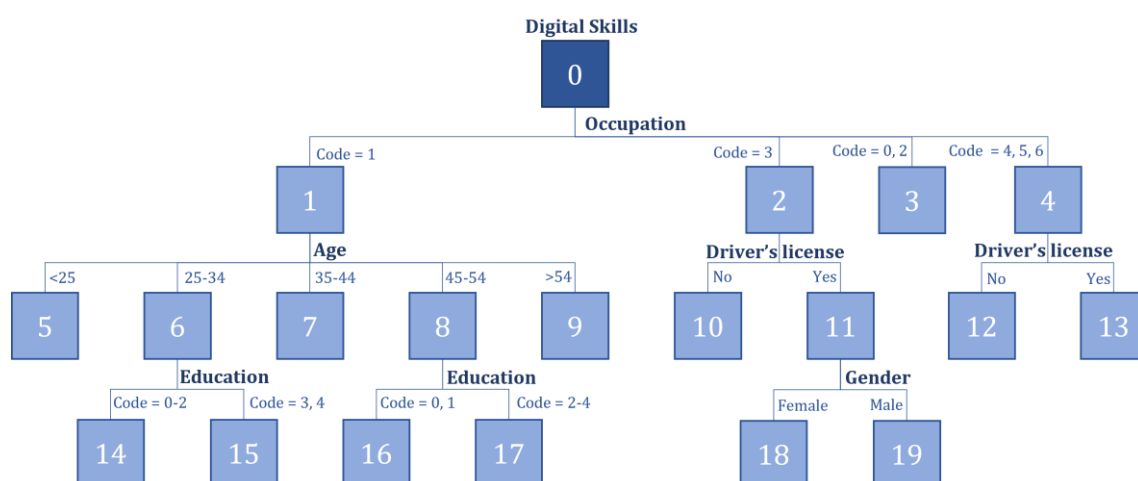 Digital Skills
0
Occupation
Code = 1
Code = 3
Code = 0, 2
Code = 4, 5, 6
1
2
3
4
Age
Driver's license
Driver's license
<25
25-34
35-44
45-54
>54
No
Yes
No
Yes
5
6
7
8
9
10
11
12
13
Education
Education
Gender
Code = 0-2
Code = 3, 4
Code = 0, 1
Code = 2-4
Female
Male
14
15
16
17
18
19